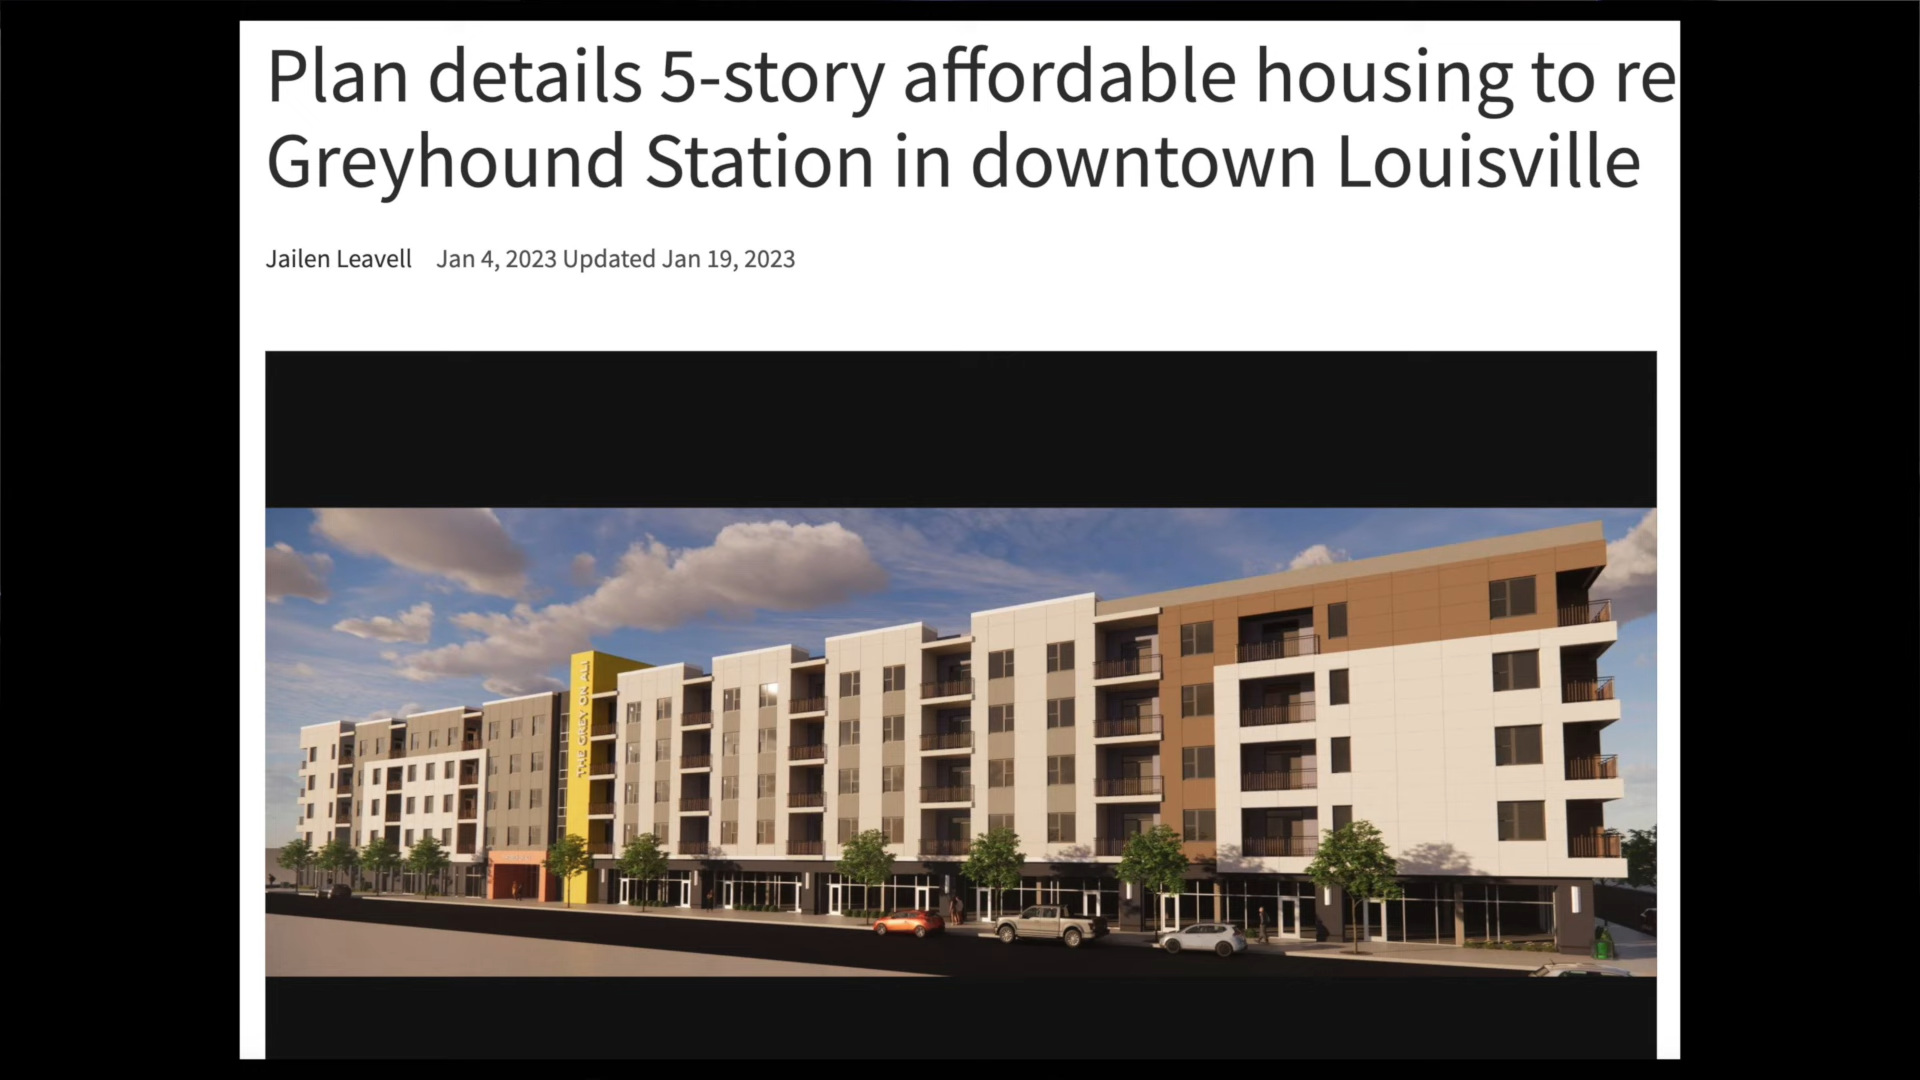 Plan details 5-story affordable housing to re
Greyhound Station in downtown Louisville
Jailen Leavell Jan 4, 2023 Updated Jan 19, 2023
THE GREY ON ALI